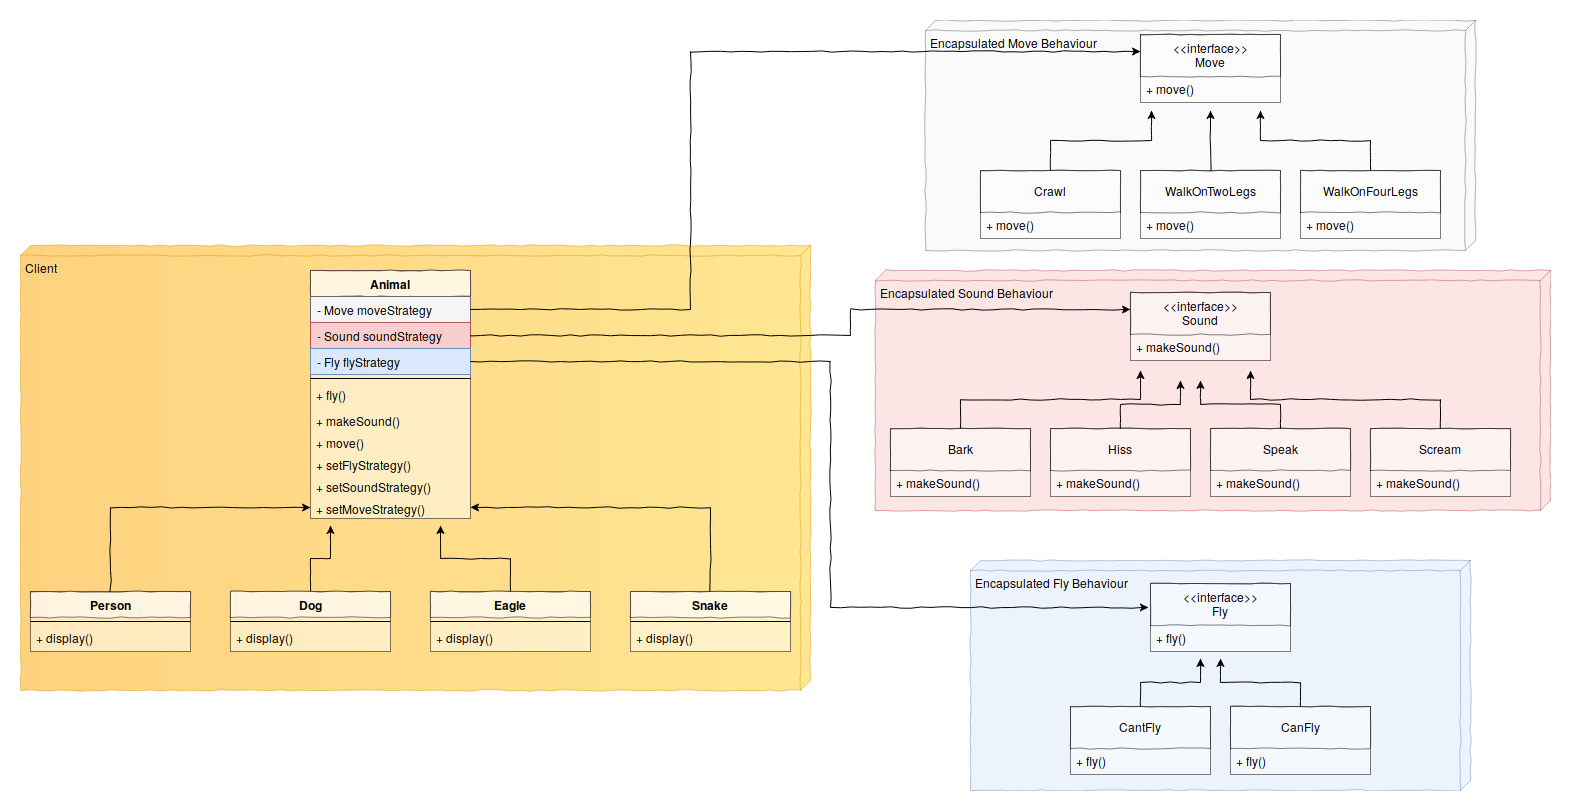 Encapsulated Move Behaviour
<<interface>>
Move
+ move()
Crawl
+ move()
WalkOnTwoLegs
+ move()
WalkOnFourLegs
+ move()
Client
Animal
- Move moveStrategy
- Sound soundStrategy
- Fly flyStrategy
+ fly()
+ makeSound()
+ move()
+ setFlyStrategy()
+ setSoundStrategy()
+ setMoveStrategy()
Person
+ display()
Dog
+ display()
Eagle
+ display()
Snake
+ display()
Encapsulated Sound Behaviour
<<interface>>
Sound
+ makeSound()
Bark
+ makeSound()
Hiss
+ makeSound()
Speak
+ makeSound()
Scream
+ makeSound()
Encapsulated Fly Behaviour
<<interface>>
Fly
+ fly()
CantFly
+ fly()
CanFly
+ fly()